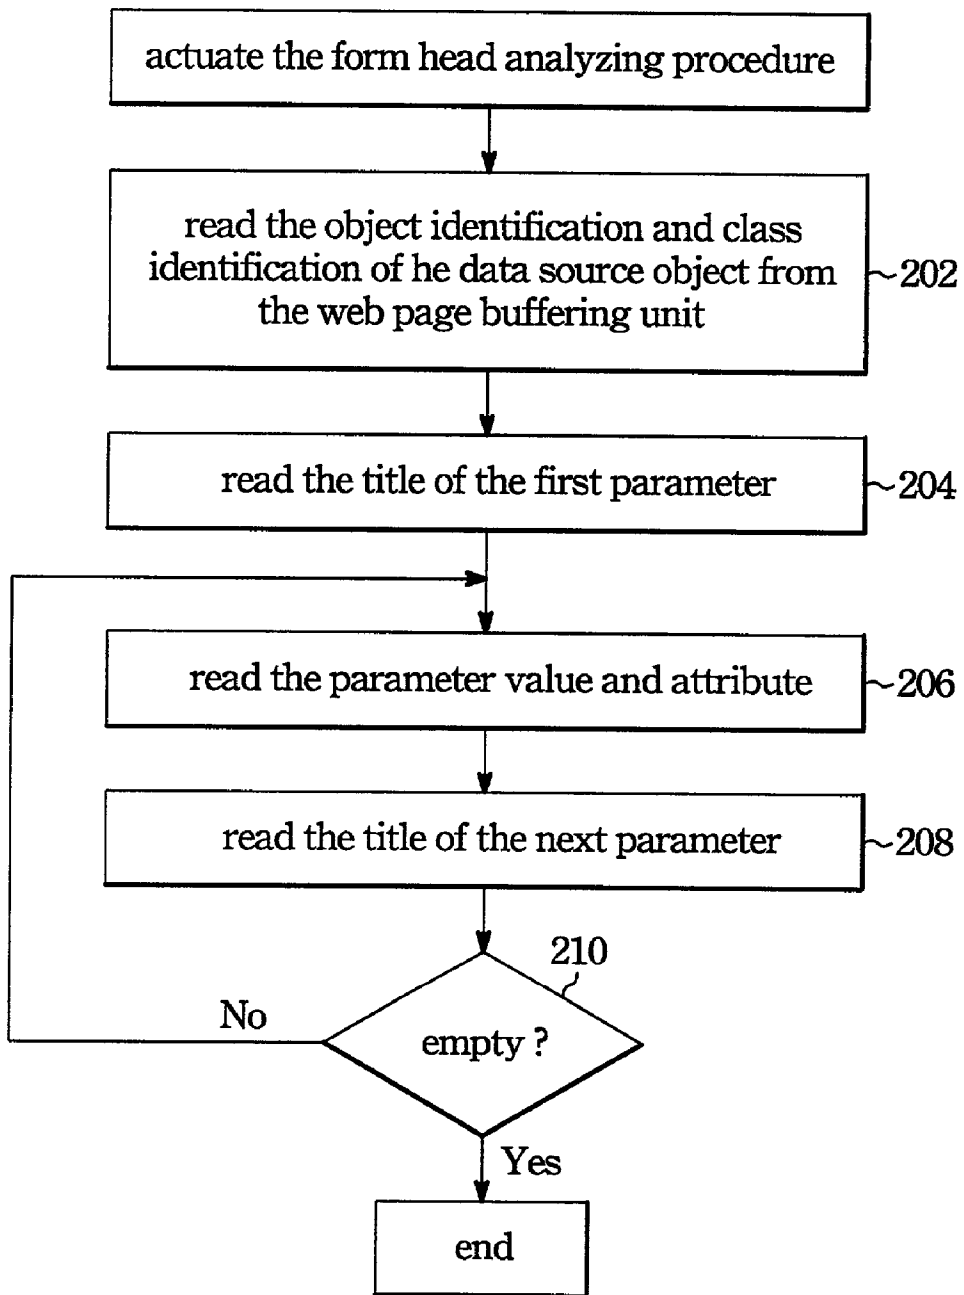 actuate the form head analyzing procedure
read the object identification and class
identification of he data source object from
the web page buffering unit
202
read the title of the first parameter
204
read the parameter value and attribute
206
read the title of the next parameter
208
210
No
empty ?
Yes
end